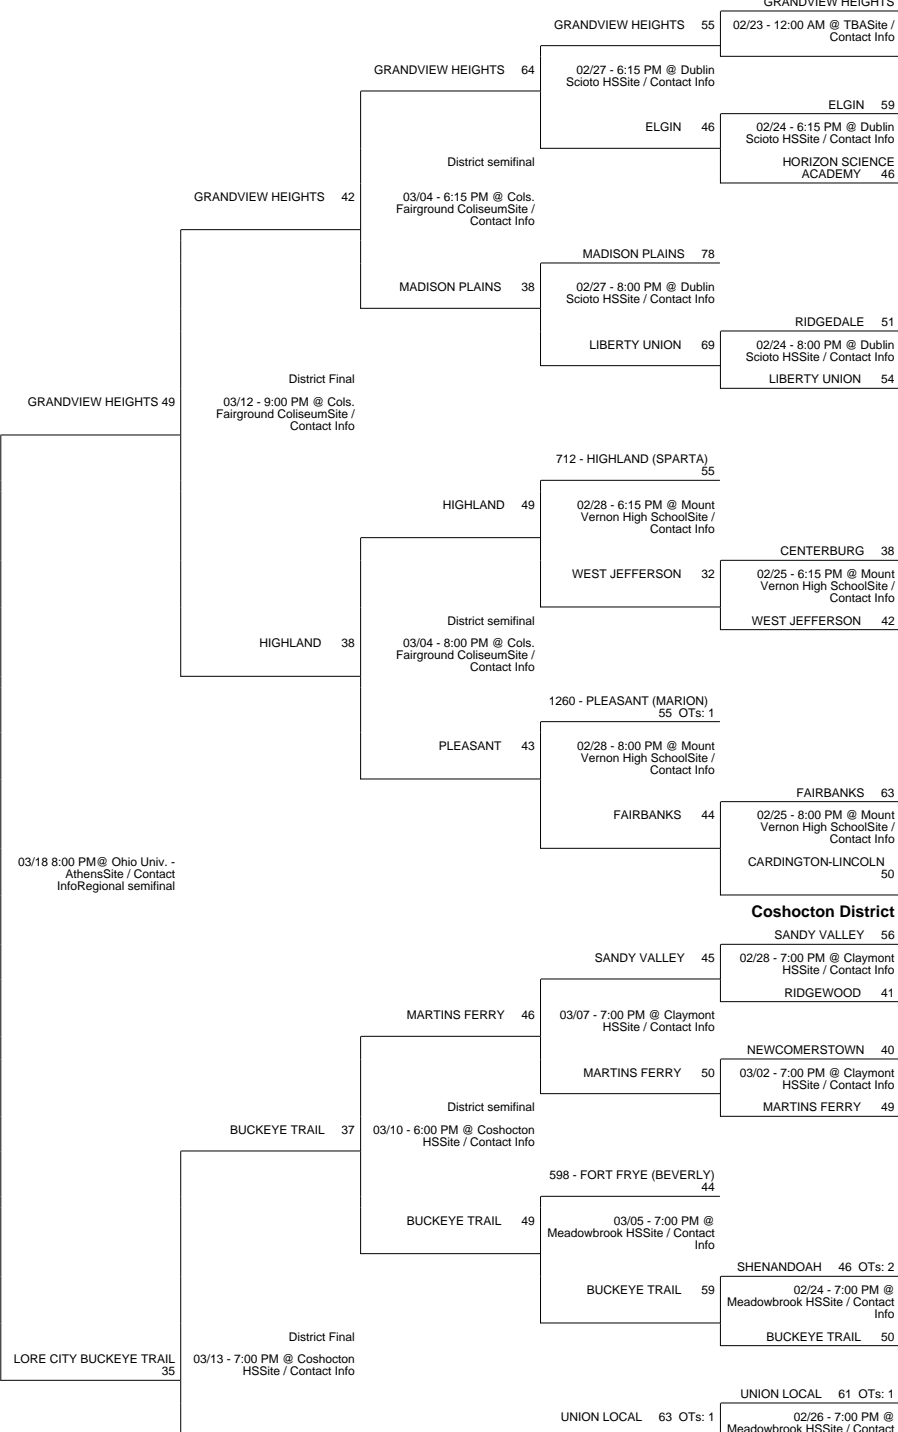 GRANDVIEW HEIGHTS
GRANDVIEW HEIGHTS 55
02/23 - 12:00 AM @ TBASite /
Contact Info
GRANDVIEW HEIGHTS 64
02/27 - 6:15 PM @ Dublin
Scioto HSSite / Contact Info
ELGIN 59
ELGIN 46
02/24 - 6:15 PM @ Dublin
Scioto HSSite / Contact Info
HORIZON SCIENCE
ACADEMY 46
District semifinal
GRANDVIEW HEIGHTS 42
03/04 - 6:15 PM @ Cols.
Fairground ColiseumSite /
Contact Info
MADISON PLAINS 78
MADISON PLAINS 38
02/27 - 8:00 PM @ Dublin
Scioto HSSite / Contact Info
RIDGEDALE 51
LIBERTY UNION 69
02/24 - 8:00 PM @ Dublin
Scioto HSSite / Contact Info
LIBERTY UNION 54
District Final
GRANDVIEW HEIGHTS 49
03/12 - 9:00 PM @ Cols.
Fairground ColiseumSite /
Contact Info
712 - HIGHLAND (SPARTA)
55
HIGHLAND 49
02/28 - 6:15 PM @ Mount
Vernon High SchoolSite /
Contact Info
CENTERBURG 38
WEST JEFFERSON 32
02/25 - 6:15 PM @ Mount
Vernon High SchoolSite /
Contact Info
WEST JEFFERSON 42
District semifinal
HIGHLAND 38
03/04 - 8:00 PM @ Cols.
Fairground ColiseumSite /
Contact Info
1260 - PLEASANT (MARION)
55 OTs: 1
PLEASANT 43
02/28 - 8:00 PM @ Mount
Vernon High SchoolSite /
Contact Info
FAIRBANKS 63
FAIRBANKS 44
02/25 - 8:00 PM @ Mount
Vernon High SchoolSite /
Contact Info
CARDINGTON-LINCOLN
50
03/18 8:00 PM@ Ohio Univ. -
AthensSite / Contact
InfoRegional semifinal
Coshocton District
SANDY VALLEY 56
SANDY VALLEY 45
02/28 - 7:00 PM @ Claymont
HSSite / Contact Info
RIDGEWOOD 41
MARTINS FERRY 46
03/07 - 7:00 PM @ Claymont
HSSite / Contact Info
NEWCOMERSTOWN 40
MARTINS FERRY 50
03/02 - 7:00 PM @ Claymont
HSSite / Contact Info
MARTINS FERRY 49
District semifinal
BUCKEYE TRAIL 37
03/10 - 6:00 PM @ Coshocton
HSSite / Contact Info
598 - FORT FRYE (BEVERLY)
44
BUCKEYE TRAIL 49
03/05 - 7:00 PM @
Meadowbrook HSSite / Contact
Info
SHENANDOAH 46 OTs: 2
BUCKEYE TRAIL 59
02/24 - 7:00 PM @
Meadowbrook HSSite / Contact
Info
BUCKEYE TRAIL 50
District Final
LORE CITY BUCKEYE TRAIL
35
03/13 - 7:00 PM @ Coshocton
HSSite / Contact Info
UNION LOCAL 61 OTs: 1
UNION LOCAL 63 OTs: 1
02/26 - 7:00 PM @
Meadowbrook HSSite / Contact